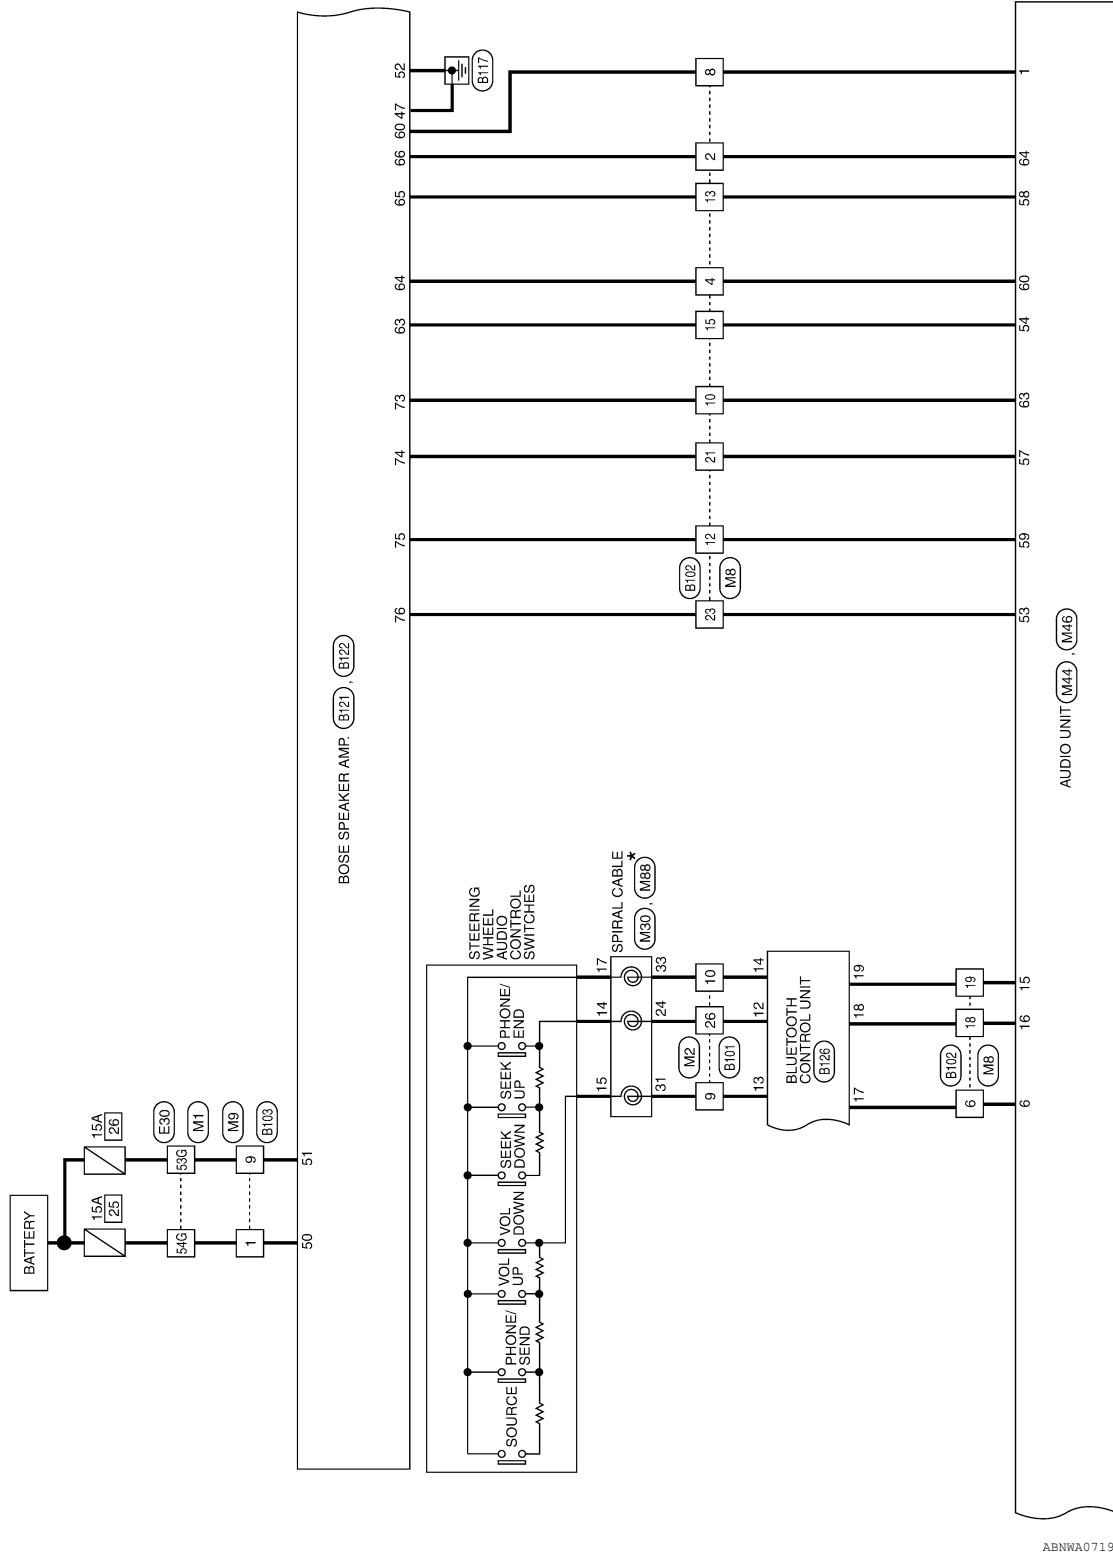 BATTERY
15A
25
15A
26
54G
53G
E30
M1
1
9
M9
B103
50
51
BOSE SPEAKER AMP. B121 , B122
76
75
74
73
63
64
65
66
60
47
52
B117
STEERING
WHEEL
AUDIO
CONTROL
SWITCHES
SOURCE
PHONE/
SEND
VOL
UP
VOL
DOWN
SEEK
DOWN
SEEK
UP
PHONE/
END
15
14
17
SPIRAL CABLE
M30 , M88 *
31
24
33
9
26
10
M2
B101
13
12
14
BLUETOOTH
CONTROL UNIT
B126
17
18
19
6
18
19
B102
M8
6
16
15
23
12
21
10
15
4
13
2
8
B102
M8
53
59
57
63
54
60
58
64
1
AUDIO UNIT M44 , M46
ABNWA0719